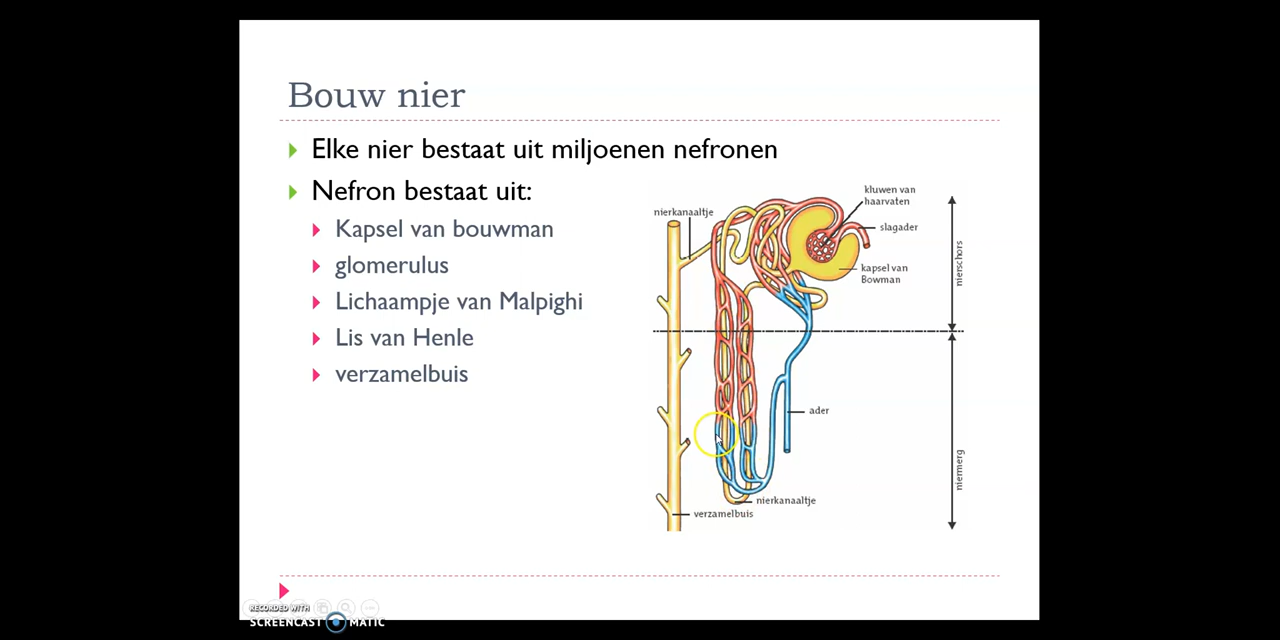 Bouw nier
Elke nier bestaat uit miljoenen nefronen
Nefron bestaat uit:
Kapsel van bouwman
glomerulus
Lichaampje van Malpighi
Lis van Henle
verzamelbuis
nierkanaaltje
kluwen van
haarvaten
slagader
kapsel van
Bowman
nierschors
ader
niermerg
nierkanaaltje
verzamelbuis
RECORDED WITH
SCREENCAST MATIC